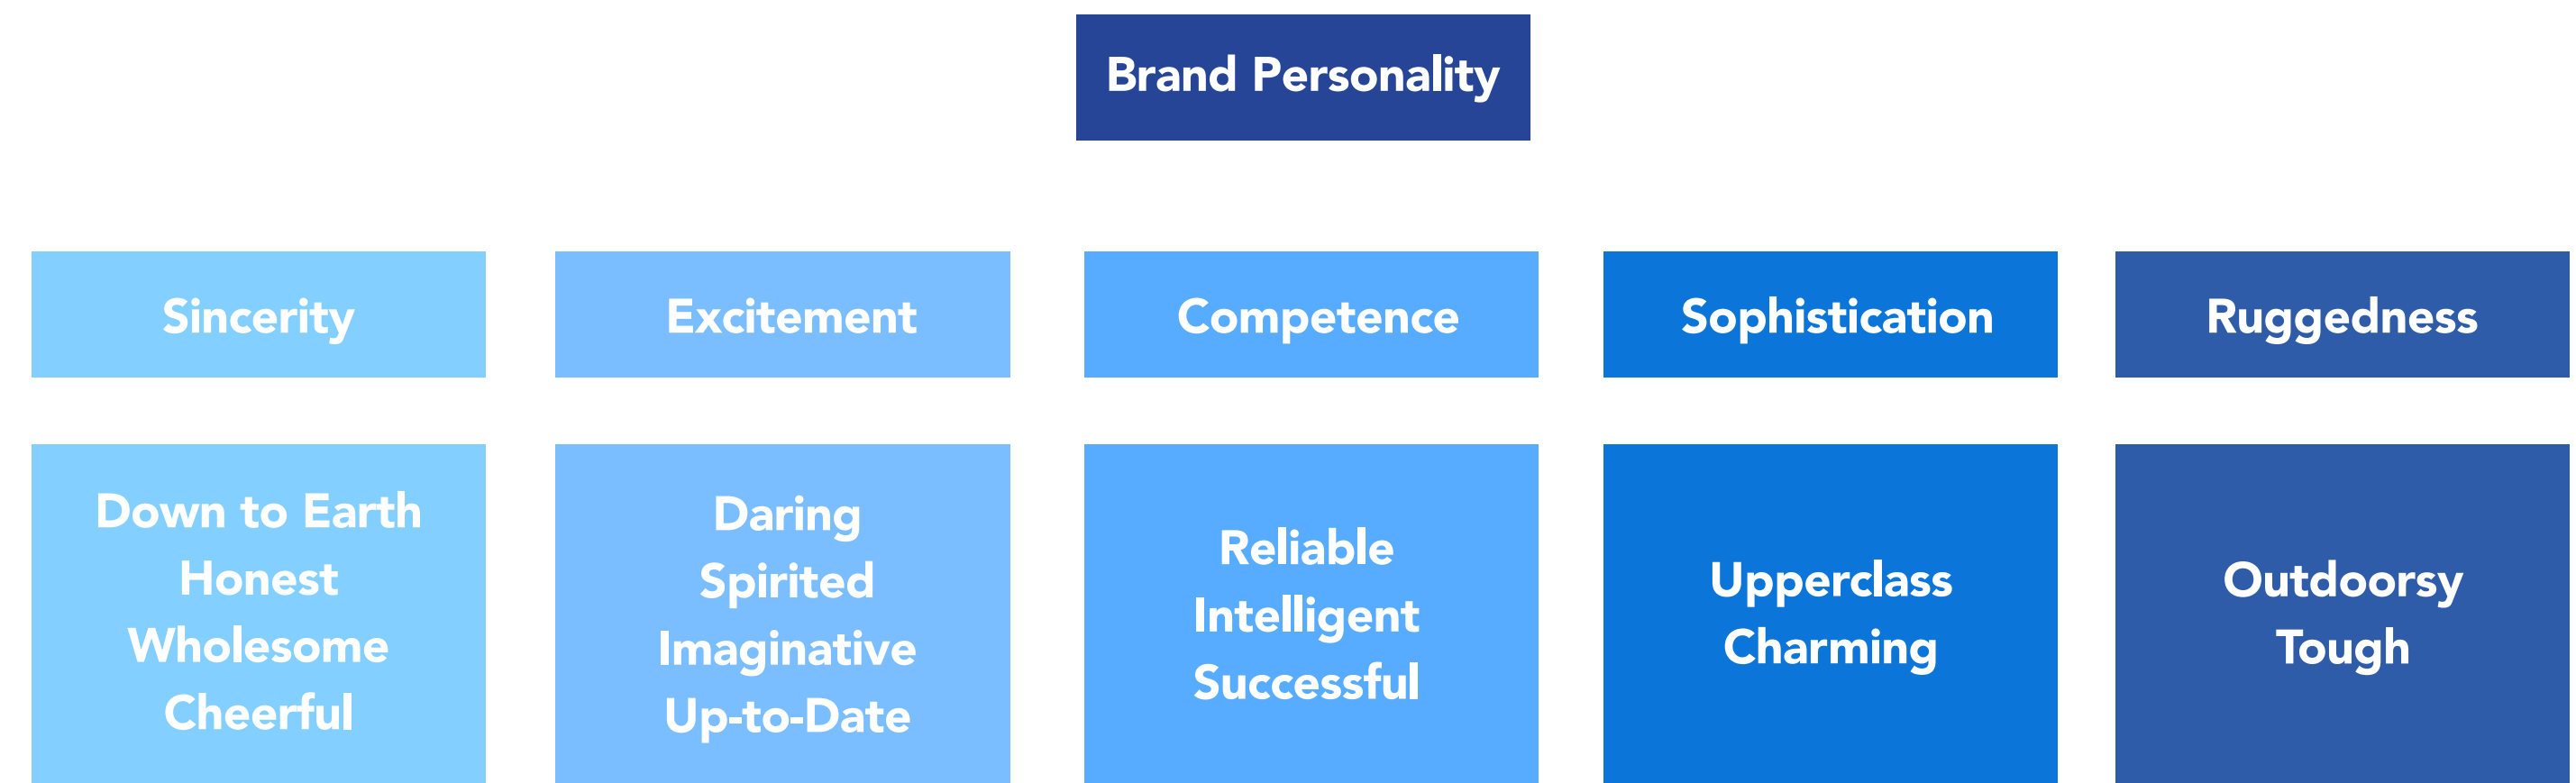 Brand Personality
Sincerity
Excitement
Competence
Sophistication
Ruggedness
Down to Earth
Honest
Wholesome
Cheerful
Daring
Spirited
Imaginative
Up-to-Date
Reliable
Intelligent
Successful
Upperclass
Charming
Outdoorsy
Tough